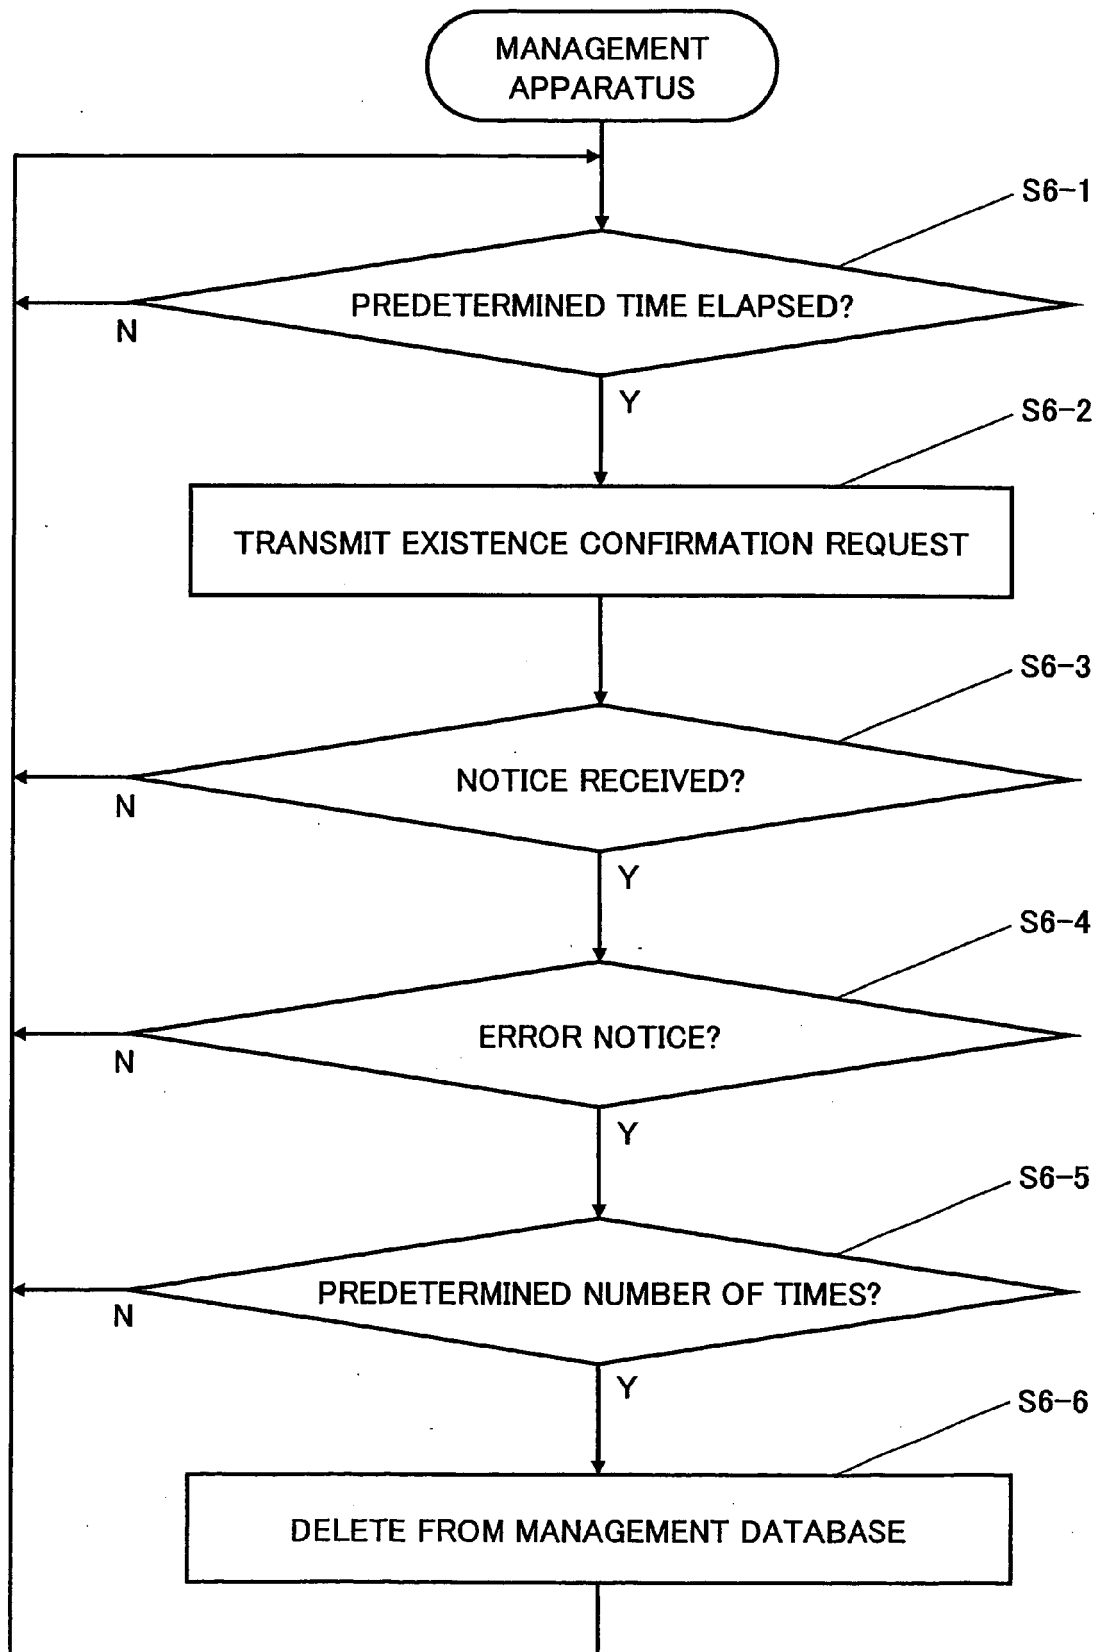 MANAGEMENT
APPARATUS
S6-1
PREDETERMINED TIME ELAPSED?
N
Y
S6-2
TRANSMIT EXISTENCE CONFIRMATION REQUEST
S6-3
NOTICE RECEIVED?
N
Y
S6-4
ERROR NOTICE?
N
Y
S6-5
PREDETERMINED NUMBER OF TIMES?
N
Y
S6-6
DELETE FROM MANAGEMENT DATABASE